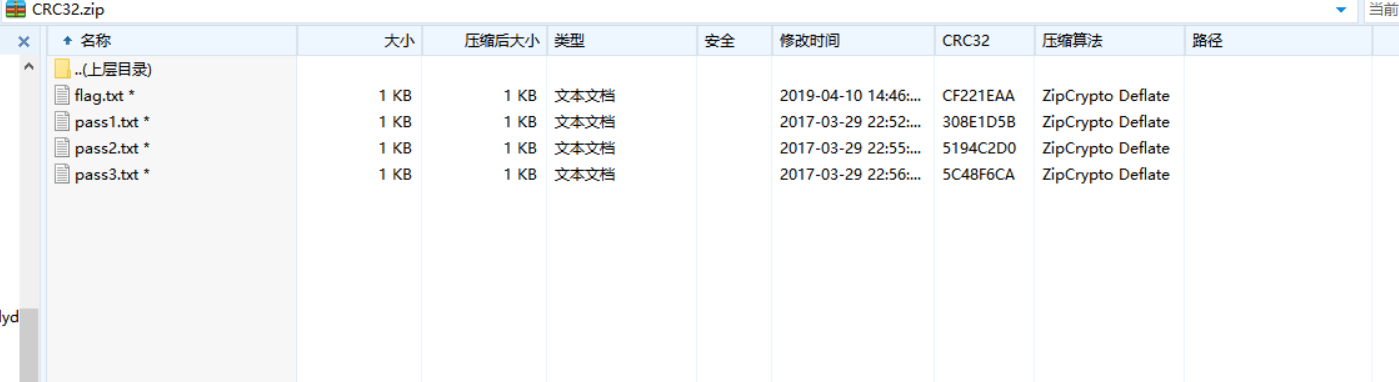 CRC32.zip 当前
名称 大小 压缩后大小 类型 安全 修改时间 CRC32 压缩算法 路径
..(上层目录)
flag.txt * 1 KB 1 KB 文本文档 2019-04-10 14:46:... CF221EAA ZipCrypto Deflate
pass1.txt * 1 KB 1 KB 文本文档 2017-03-29 22:52:... 308E1D5B ZipCrypto Deflate
pass2.txt * 1 KB 1 KB 文本文档 2017-03-29 22:55:... 5194C2D0 ZipCrypto Deflate
pass3.txt * 1 KB 1 KB 文本文档 2017-03-29 22:56:... 5C48F6CA ZipCrypto Deflate